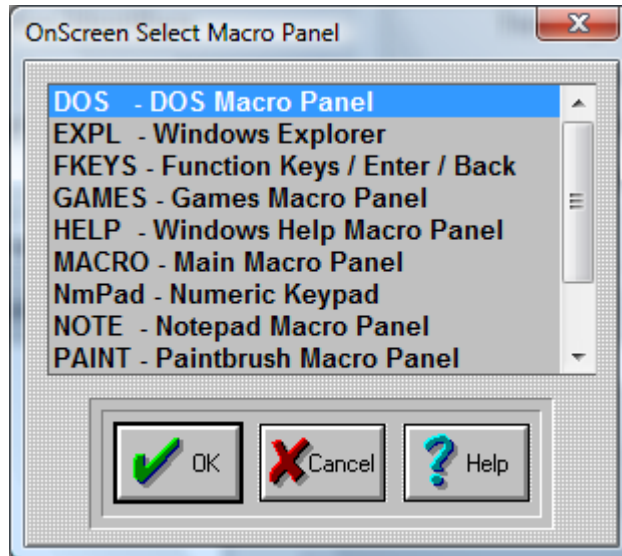 OnScreen Select Macro Panel
DOS - DOS Macro Panel
EXPL - Windows Explorer
FKEYS - Function Keys / Enter / Back
GAMES - Games Macro Panel
HELP - Windows Help Macro Panel
MACRO - Main Macro Panel
NmPad - Numeric Keypad
NOTE - Notepad Macro Panel
PAINT - Paintbrush Macro Panel
OK Cancel Help